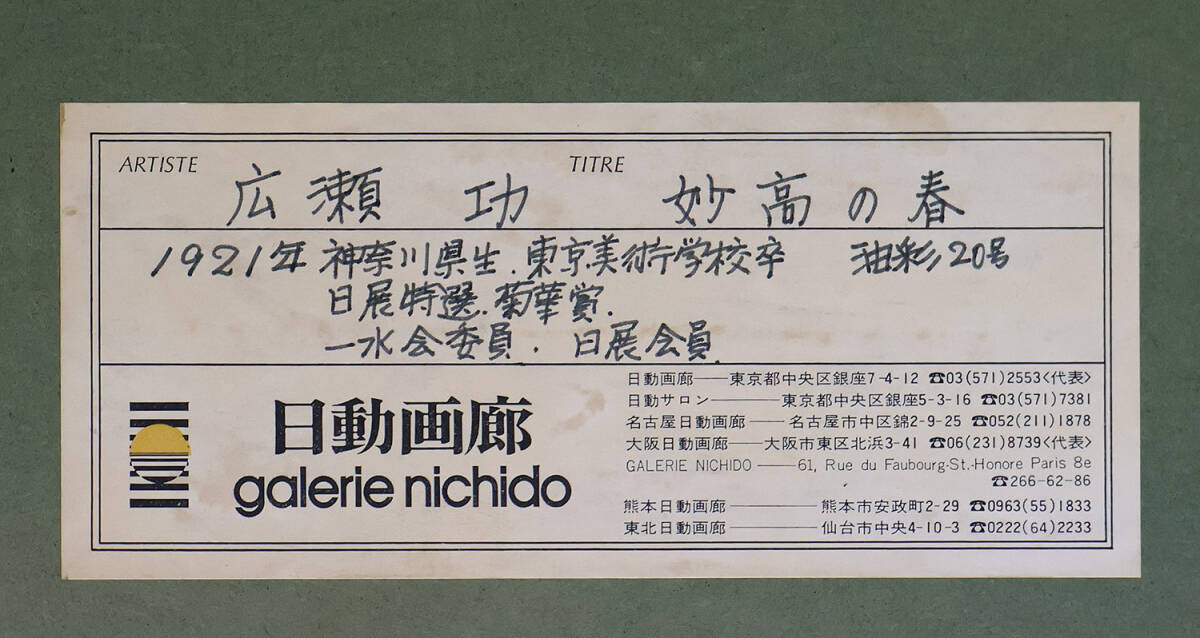 ARTISTE TITRE
広瀬 功 妙高の春
1921年 神奈川県生.東京美術学校卒 油彩20号
日展特選.菊華賞.
一水会委員.日展会員.
日動画廊
galerie nichido
日動画廊──東京都中央区銀座7-4-12 ☎03(571)2553<代表>
日動サロン────東京都中央区銀座5-3-16 ☎03(571)7381
名古屋日動画廊──名古屋市中区錦2-9-25 ☎052(211)1878
大阪日動画廊──大阪市東区北浜3-41 ☎06(231)8739<代表>
GALERIE NICHIDO──61, Rue du Faubourg-St.-Honore Paris 8e
☎266-62-86
熊本日動画廊────熊本市安政町2-29 ☎0963(55)1833
東北日動画廊────仙台市中央4-10-3 ☎0222(64)2233